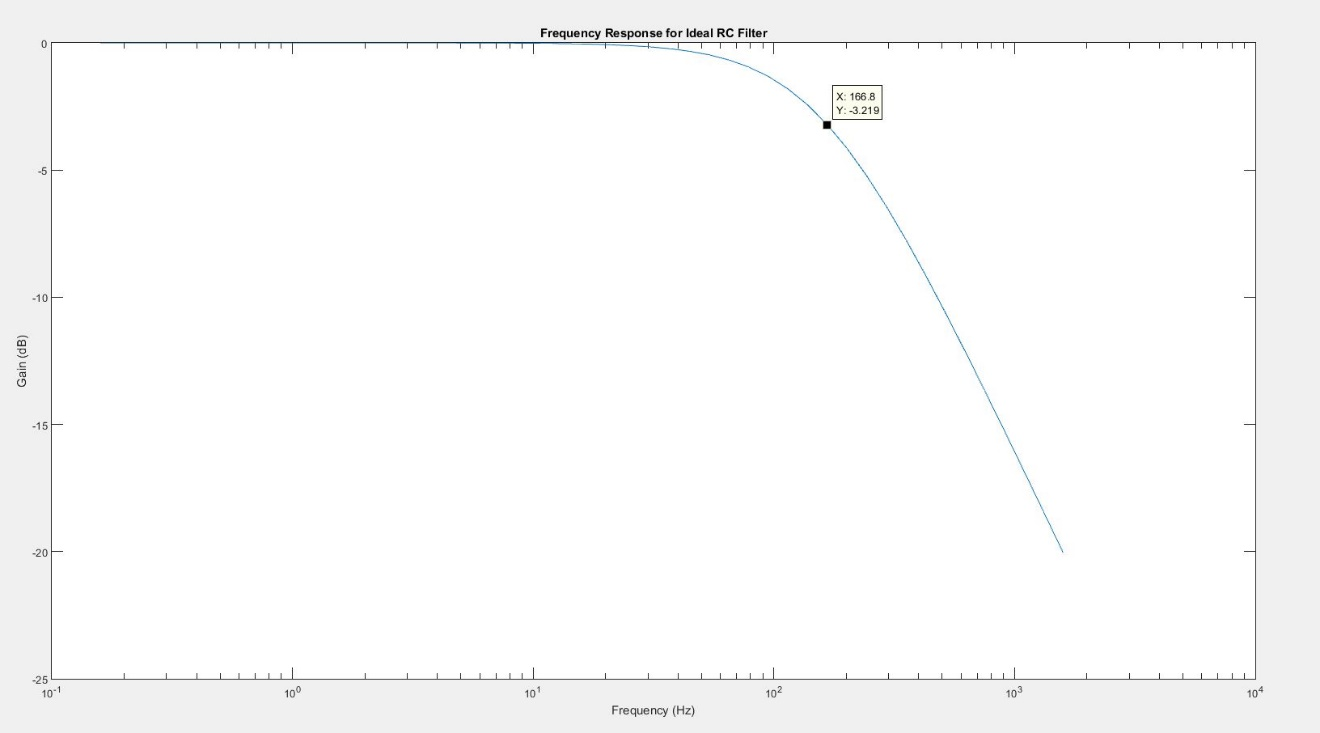 Frequency Response for Ideal RC Filter
0
-5
-10
-15
-20
-25
Gain (dB)
X: 166.8
Y: -3.219
10^-1
10^0
10^1
10^2
10^3
10^4
Frequency (Hz)